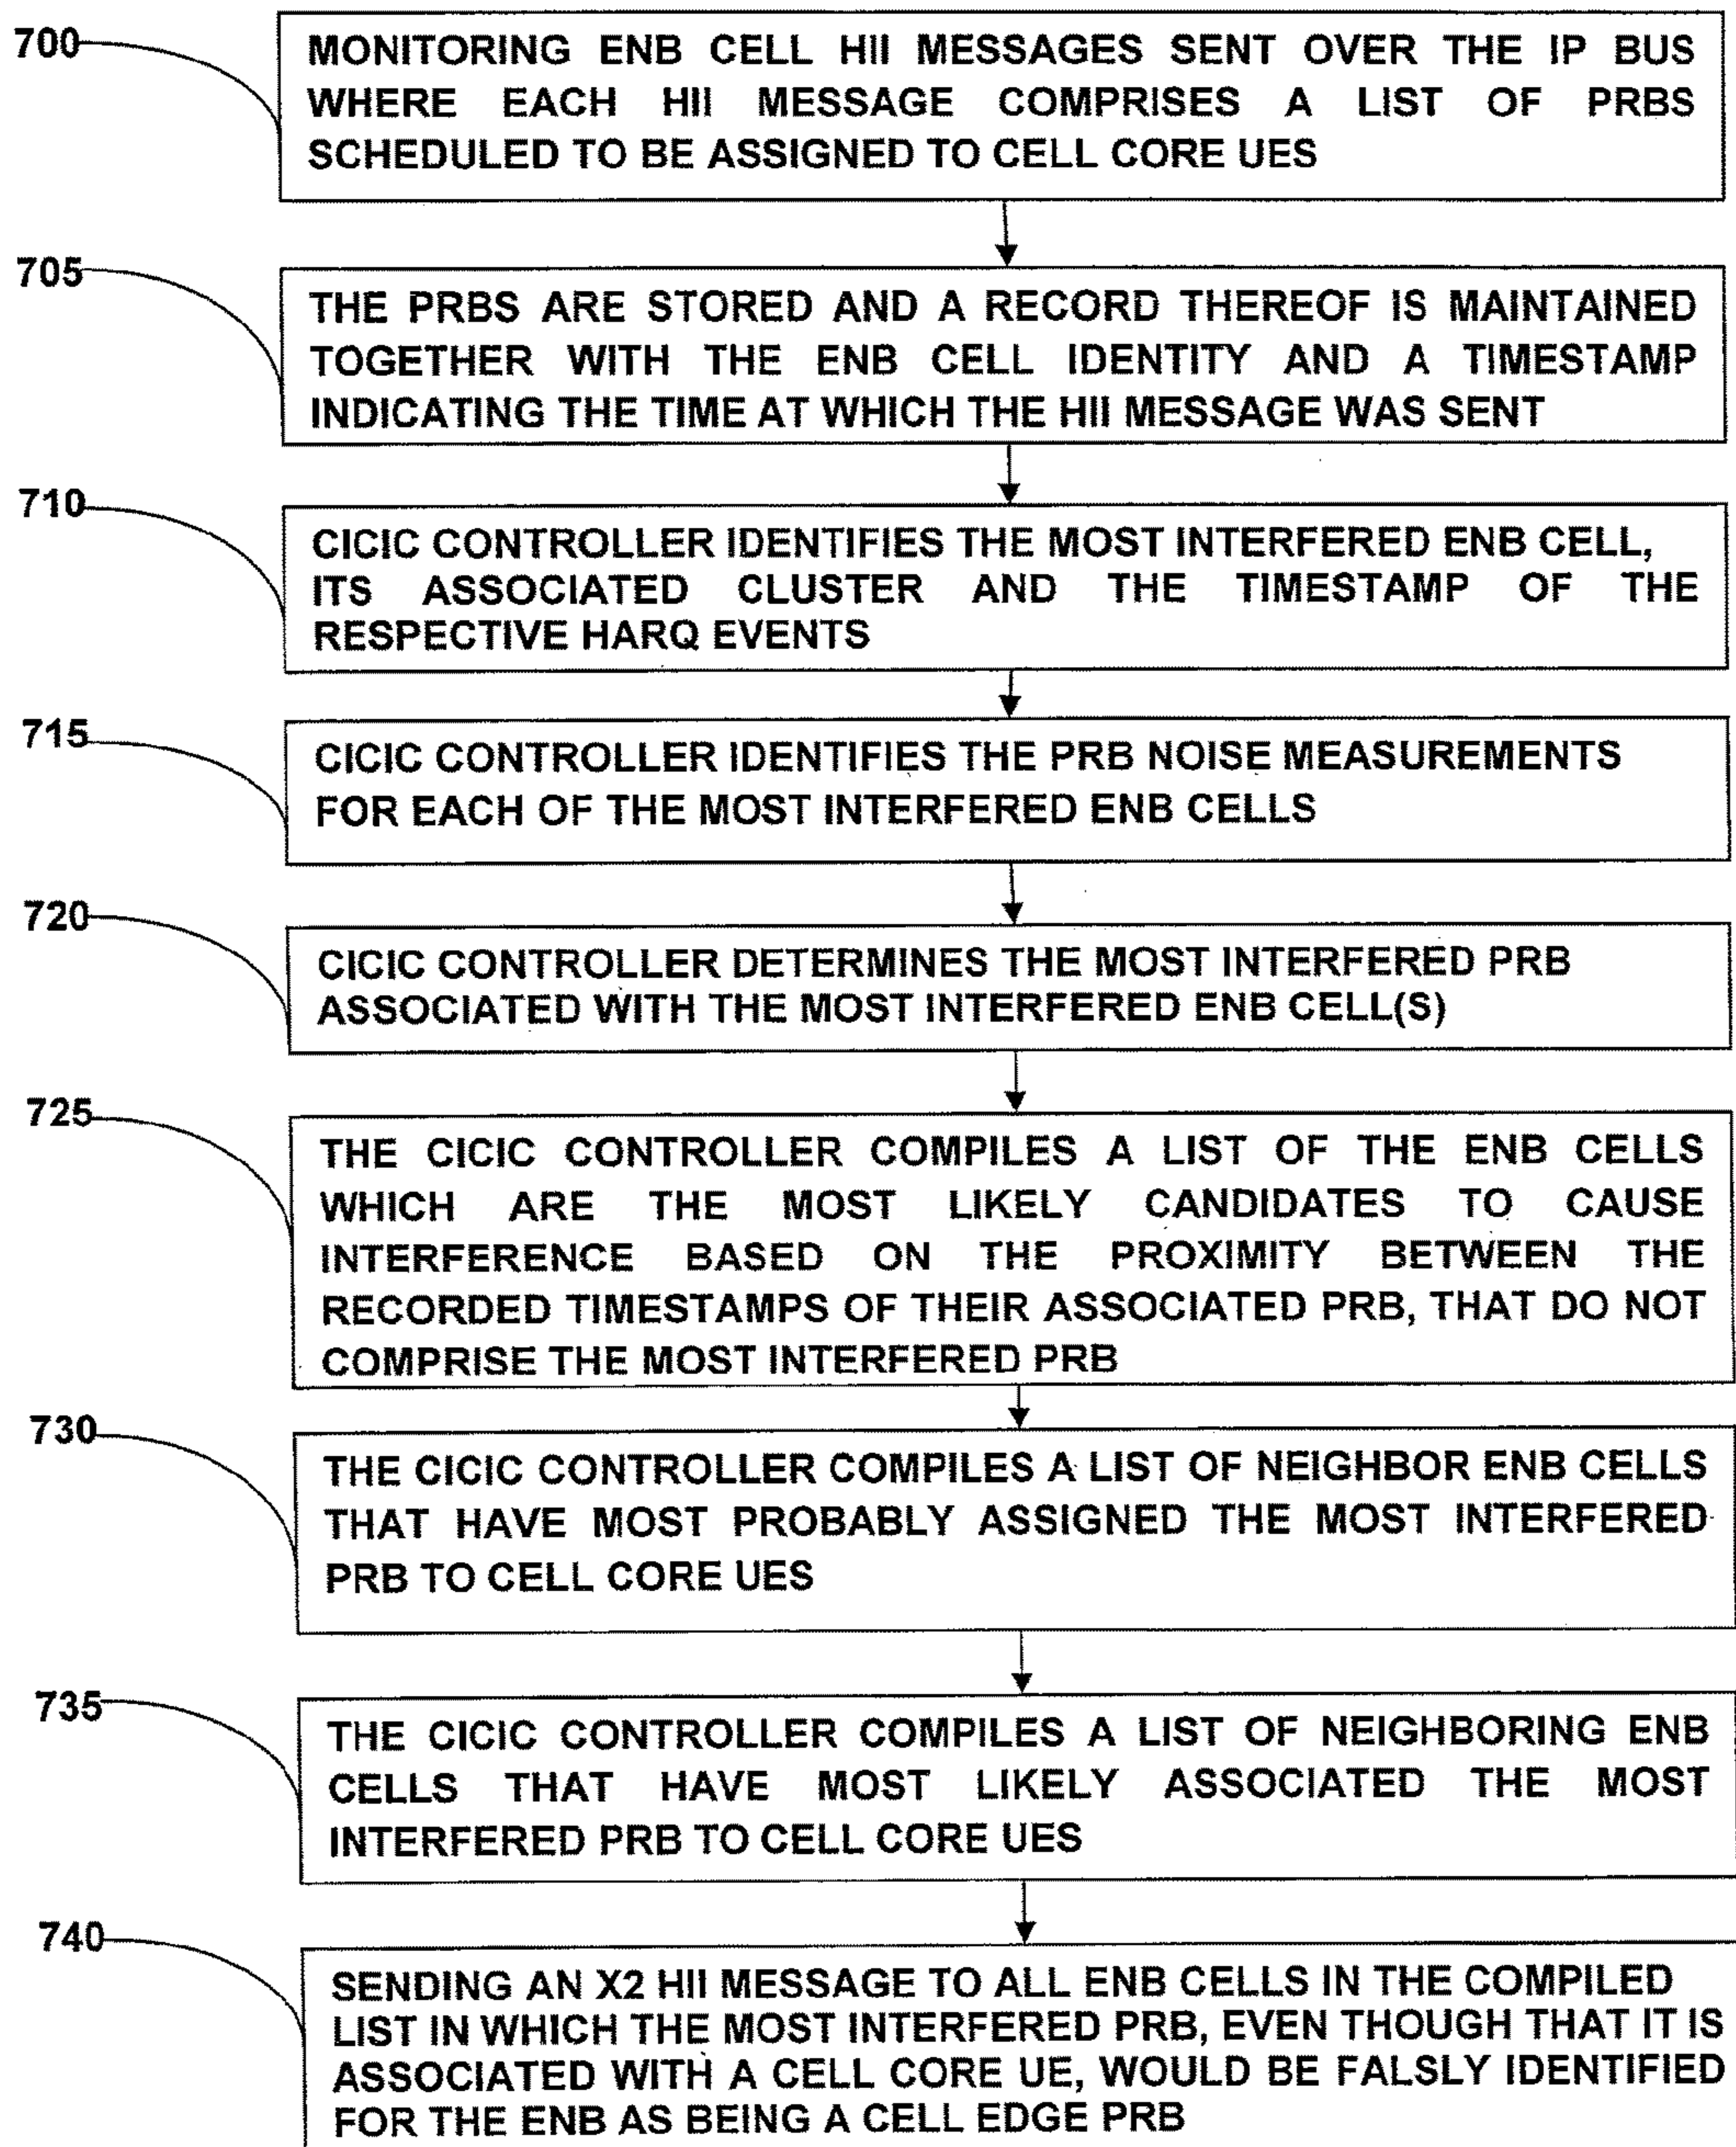 700
MONITORING ENB CELL HII MESSAGES SENT OVER THE IP BUS
WHERE EACH HII MESSAGE COMPRISES A LIST OF PRBS
SCHEDULED TO BE ASSIGNED TO CELL CORE UES
705
THE PRBS ARE STORED AND A RECORD THEREOF IS MAINTAINED
TOGETHER WITH THE ENB CELL IDENTITY AND A TIMESTAMP
INDICATING THE TIME AT WHICH THE HII MESSAGE WAS SENT
710
CICIC CONTROLLER IDENTIFIES THE MOST INTERFERED ENB CELL,
ITS ASSOCIATED CLUSTER AND THE TIMESTAMP OF THE
RESPECTIVE HARQ EVENTS
715
CICIC CONTROLLER IDENTIFIES THE PRB NOISE MEASUREMENTS
FOR EACH OF THE MOST INTERFERED ENB CELLS
720
CICIC CONTROLLER DETERMINES THE MOST INTERFERED PRB
ASSOCIATED WITH THE MOST INTERFERED ENB CELL(S)
725
THE CICIC CONTROLLER COMPILES A LIST OF THE ENB CELLS
WHICH ARE THE MOST LIKELY CANDIDATES TO CAUSE
INTERFERENCE BASED ON THE PROXIMITY BETWEEN THE
RECORDED TIMESTAMPS OF THEIR ASSOCIATED PRB, THAT DO NOT
COMPRISE THE MOST INTERFERED PRB
730
THE CICIC CONTROLLER COMPILES A LIST OF NEIGHBOR ENB CELLS
THAT HAVE MOST PROBABLY ASSIGNED THE MOST INTERFERED
PRB TO CELL CORE UES
735
THE CICIC CONTROLLER COMPILES A LIST OF NEIGHBORING ENB
CELLS THAT HAVE MOST LIKELY ASSOCIATED THE MOST
INTERFERED PRB TO CELL CORE UES
740
SENDING AN X2 HII MESSAGE TO ALL ENB CELLS IN THE COMPILED
LIST IN WHICH THE MOST INTERFERED PRB, EVEN THOUGH THAT IT IS
ASSOCIATED WITH A CELL CORE UE, WOULD BE FALSLY IDENTIFIED
FOR THE ENB AS BEING A CELL EDGE PRB